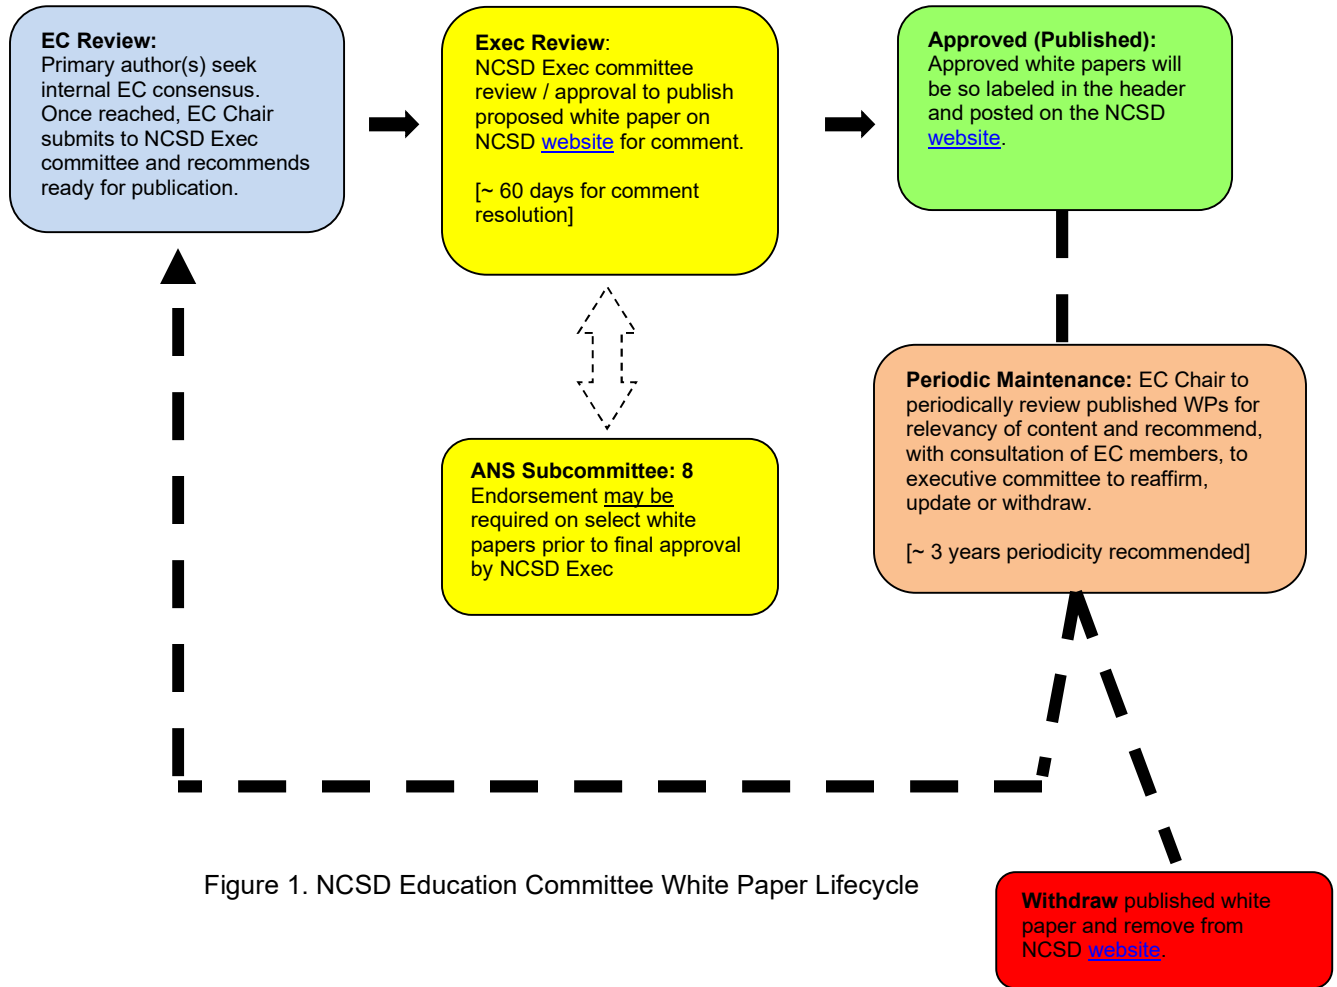 EC Review:
Primary author(s) seek
internal EC consensus.
Once reached, EC Chair
submits to NCSD Exec
committee and recommends
ready for publication.
Exec Review:
NCSD Exec committee
review / approval to publish
proposed white paper on
NCSD website for comment.
[~ 60 days for comment
resolution]
Approved (Published):
Approved white papers will
be so labeled in the header
and posted on the NCSD
website.
ANS Subcommittee: 8
Endorsement may be
required on select white
papers prior to final approval
by NCSD Exec
Periodic Maintenance: EC Chair to
periodically review published WPs for
relevancy of content and recommend,
with consultation of EC members, to
executive committee to reaffirm,
update or withdraw.
[~ 3 years periodicity recommended]
Figure 1. NCSD Education Committee White Paper Lifecycle
Withdraw published white
paper and remove from
NCSD website.